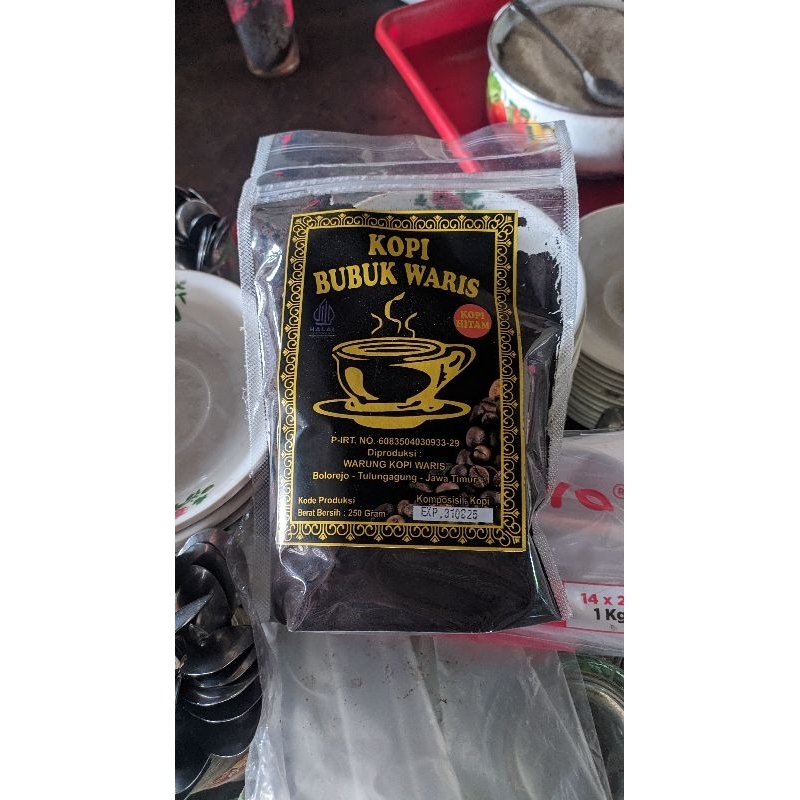 KOPI
BUBUK WARIS
HALAL
KOPI
HITAM
P-IRT. NO. 6083504030933-29
Diproduksi :
WARUNG KOPI WARIS
Bolorejo - Tulungagung - Jawa Timur
Kode Produksi
Komposisi : Kopi
Berat Bersih : 250 Gram
EXP. 310825
14 x 2
1 Kg